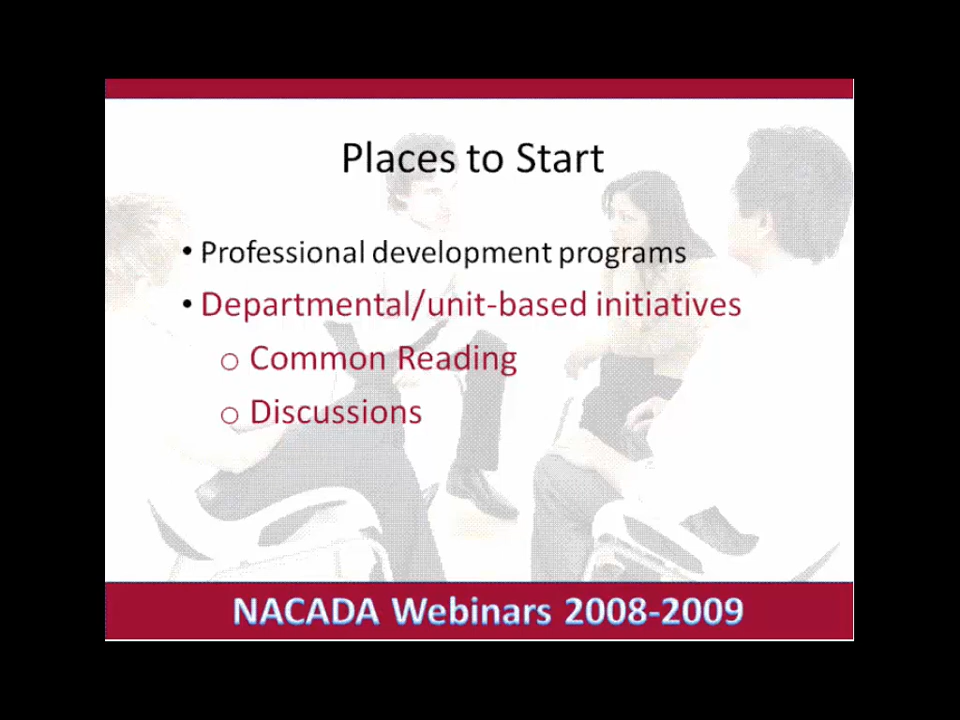 Places to Start
• Professional development programs
• Departmental/unit-based initiatives
o Common Reading
o Discussions
NACADA Webinars 2008-2009